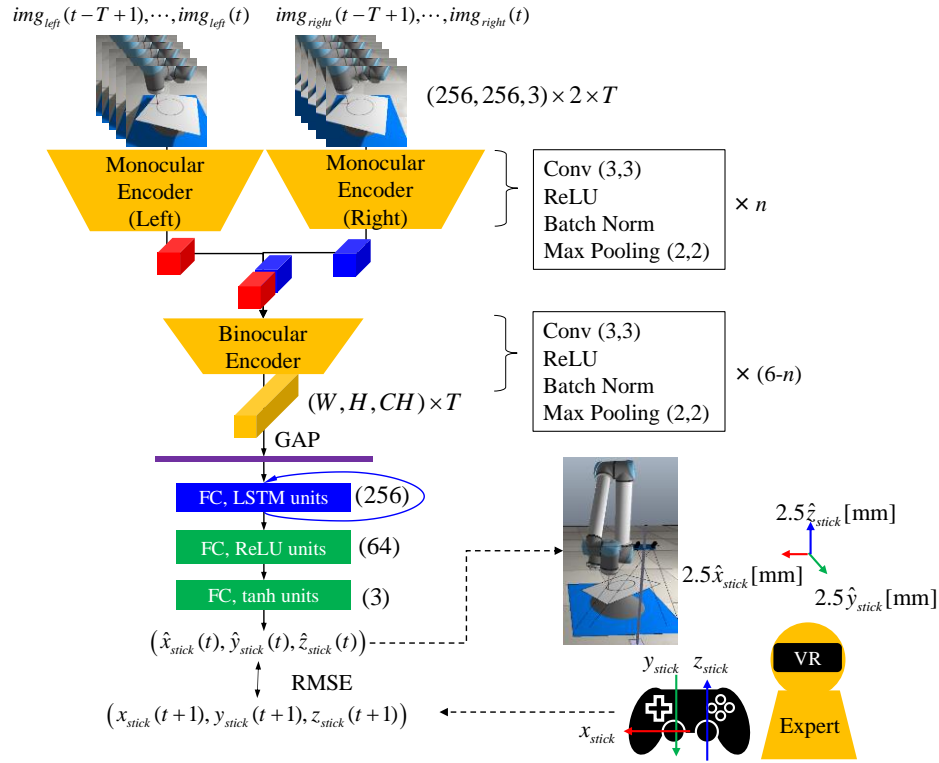 img_left(t−T+1),⋯,img_left(t) img_right(t−T+1),⋯,img_right(t)
(256,256,3)×2×T
Monocular
Encoder
(Left)
Monocular
Encoder
(Right)
Conv (3,3)
ReLU
Batch Norm
Max Pooling (2,2)
× n
Binocular
Encoder
Conv (3,3)
ReLU
Batch Norm
Max Pooling (2,2)
× (6-n)
(W,H,CH)×T
GAP
FC, LSTM units (256)
FC, ReLU units (64)
FC, tanh units (3)
(x̂_stick(t), ŷ_stick(t), ẑ_stick(t))
RMSE
(x_stick(t+1), y_stick(t+1), z_stick(t+1))
2.5ẑ_stick[mm]
2.5x̂_stick[mm]
2.5ŷ_stick[mm]
y_stick z_stick
x_stick
VR
Expert